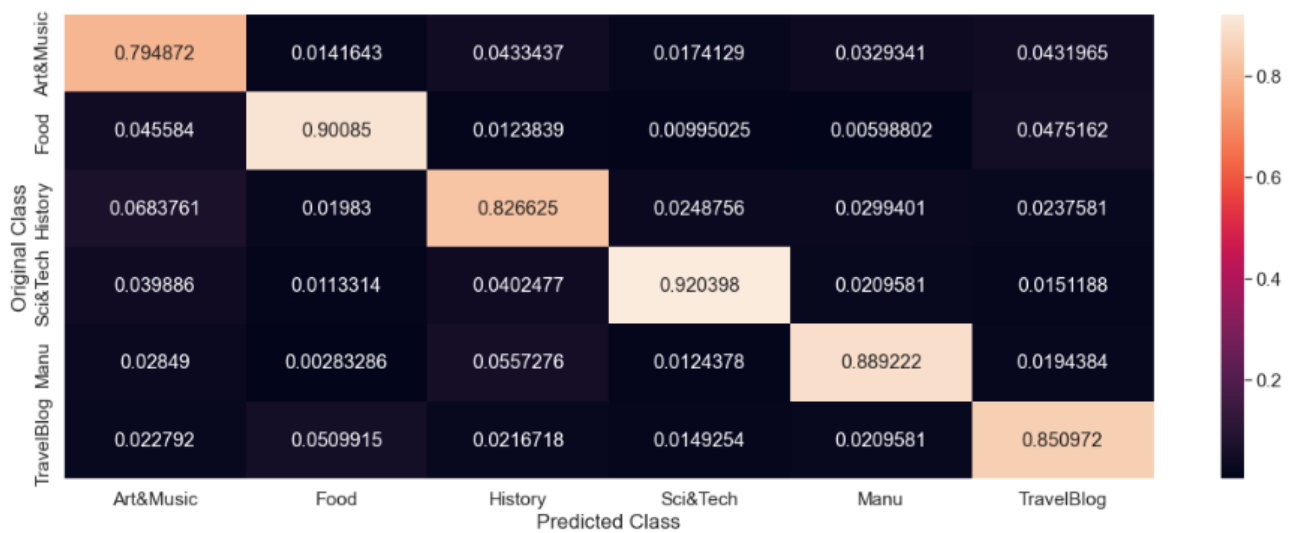 Art&Music 0.794872 0.0141643 0.0433437 0.0174129 0.0329341 0.0431965
Food 0.045584 0.90085 0.0123839 0.00995025 0.00598802 0.0475162
History 0.0683761 0.01983 0.826625 0.0248756 0.0299401 0.0237581
Sci&Tech 0.039886 0.0113314 0.0402477 0.920398 0.0209581 0.0151188
Manu 0.02849 0.00283286 0.0557276 0.0124378 0.889222 0.0194384
TravelBlog 0.022792 0.0509915 0.0216718 0.0149254 0.0209581 0.850972
Original Class
Art&Music Food History Sci&Tech Manu TravelBlog
Predicted Class
0.8
0.6
0.4
0.2